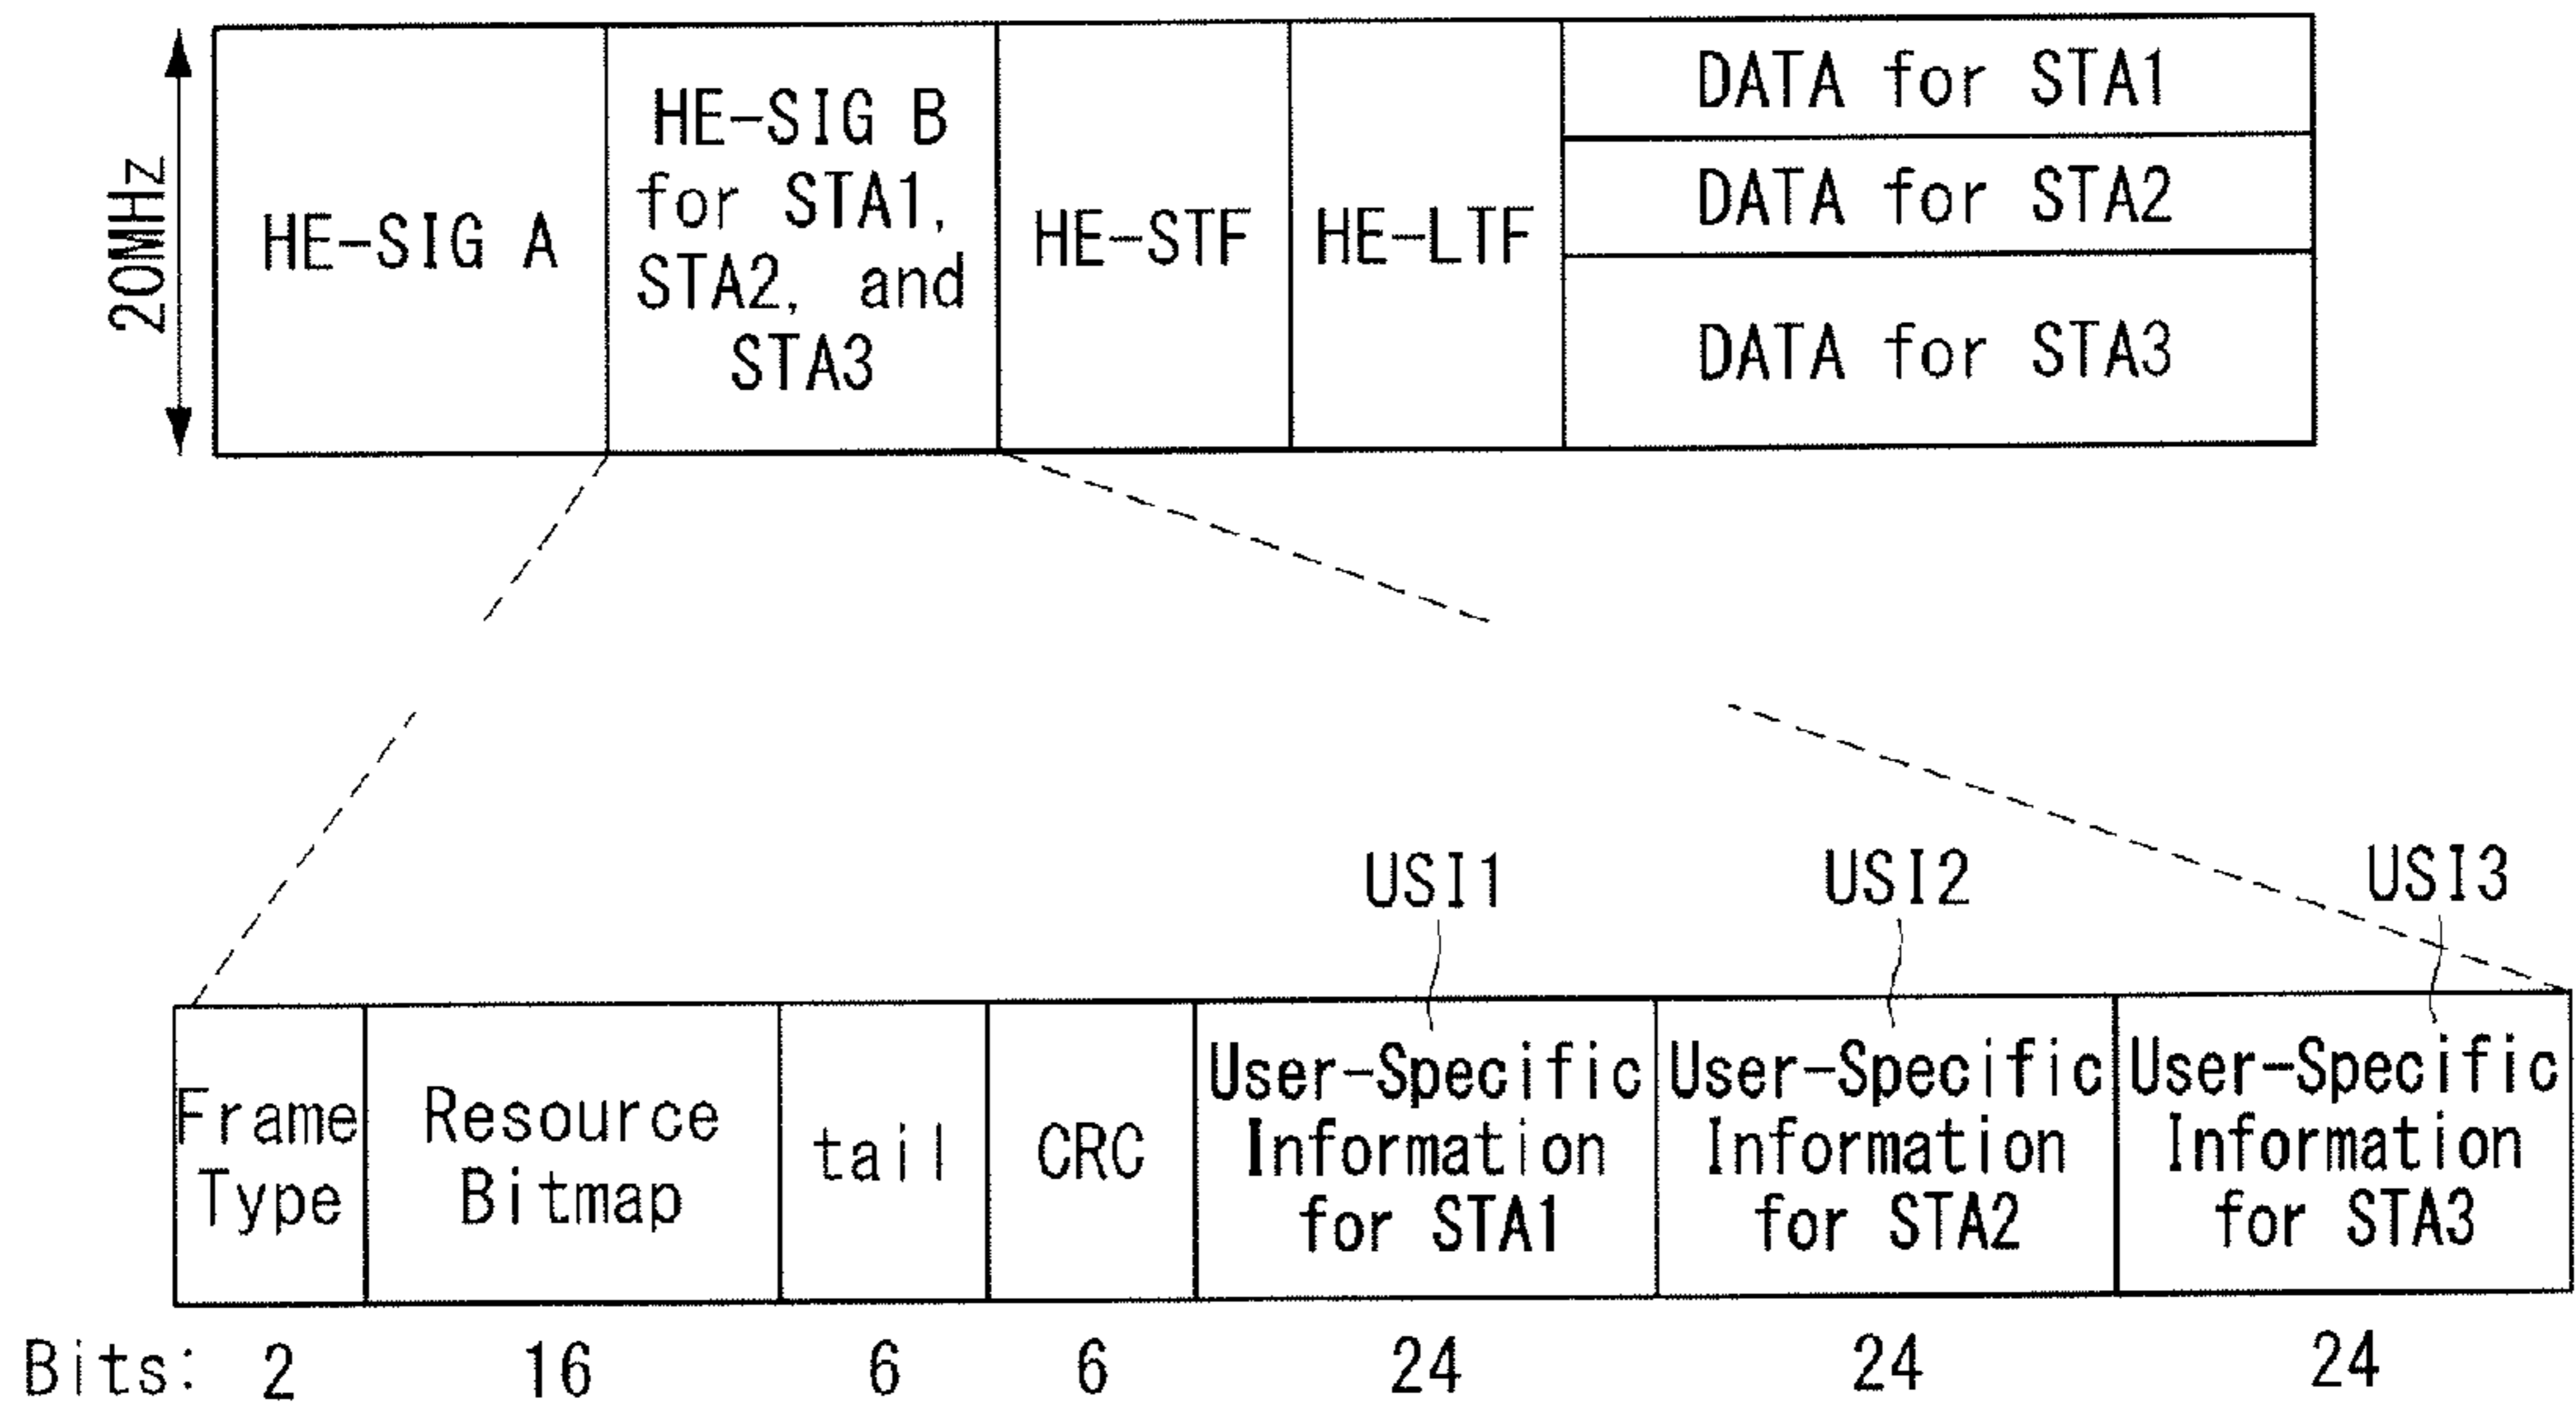 20MHz
HE-SIG A
HE-SIG B
for STA1,
STA2, and
STA3
HE-STF
HE-LTF
DATA for STA1
DATA for STA2
DATA for STA3
USI1
USI2
USI3
Frame
Type
Resource
Bitmap
tail
CRC
User-Specific
Information
for STA1
User-Specific
Information
for STA2
User-Specific
Information
for STA3
Bits: 2 16 6 6 24 24 24